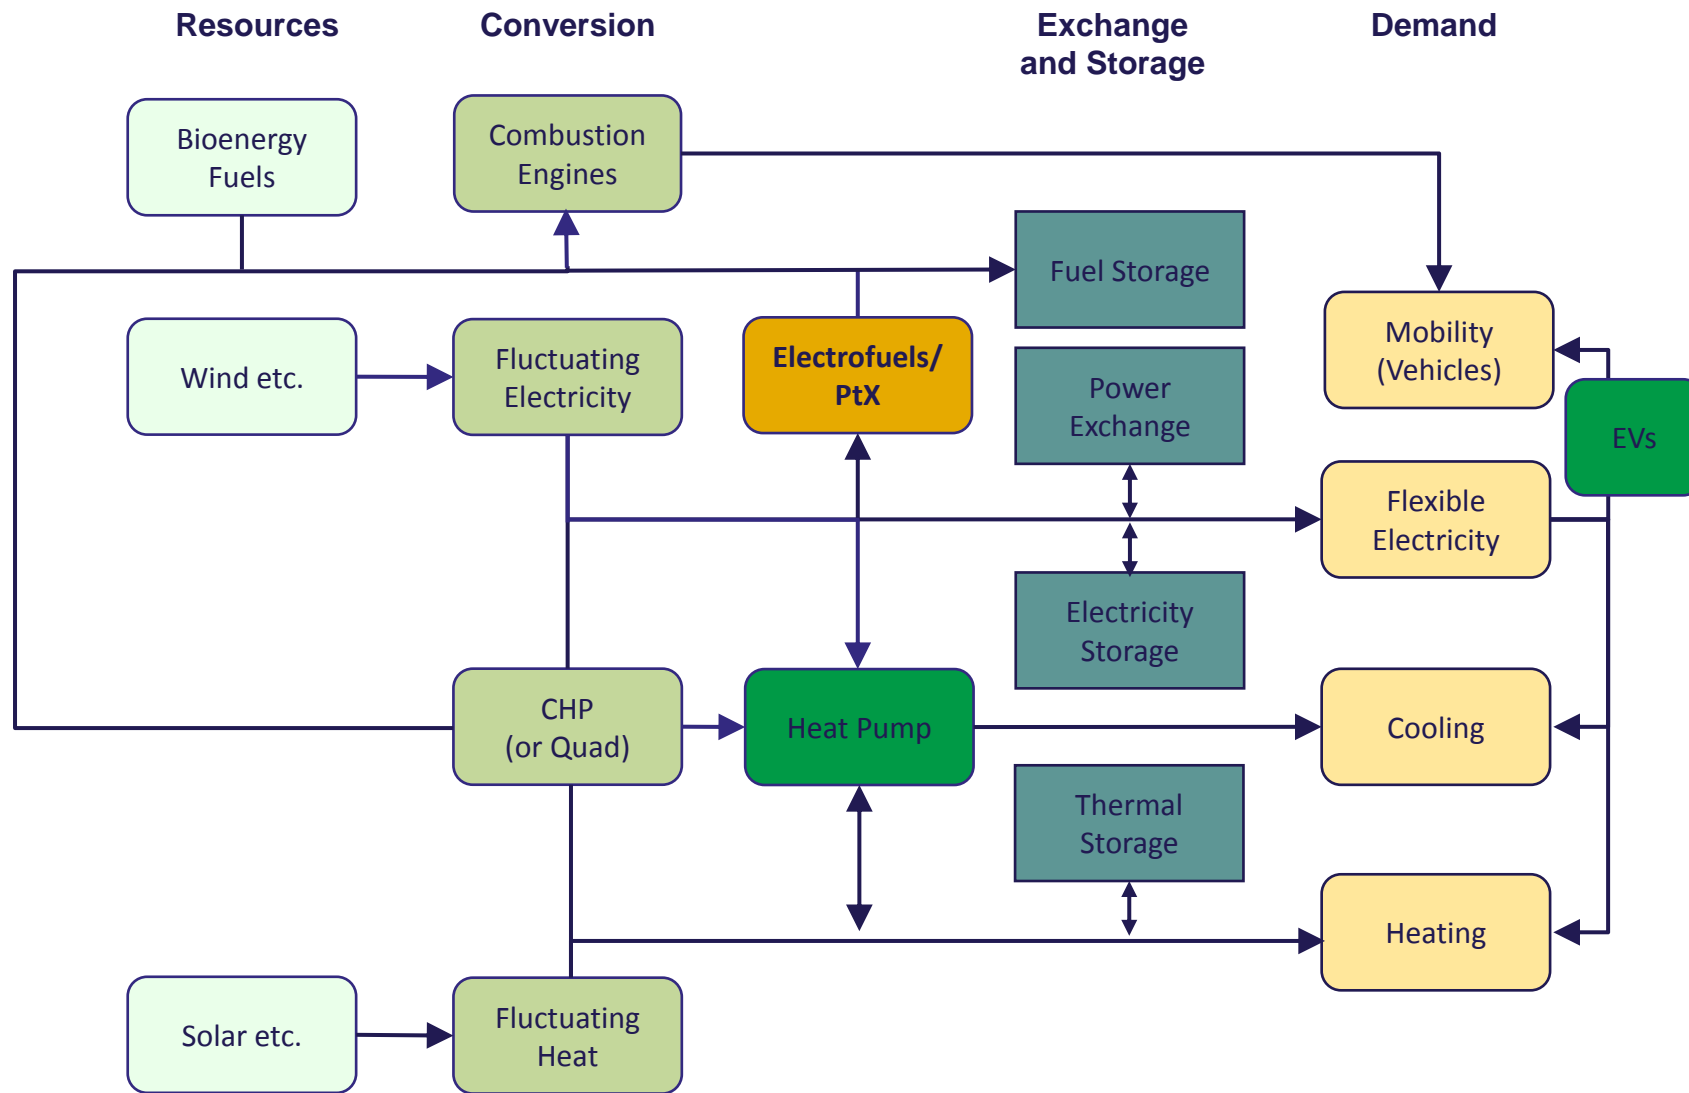 Resources
Conversion
Exchange
and Storage
Demand
Bioenergy
Fuels
Combustion
Engines
Fuel Storage
Wind etc.
Fluctuating
Electricity
Electrofuels/
PtX
Power
Exchange
Mobility
(Vehicles)
EVs
Flexible
Electricity
Electricity
Storage
CHP
(or Quad)
Heat Pump
Cooling
Thermal
Storage
Heating
Solar etc.
Fluctuating
Heat